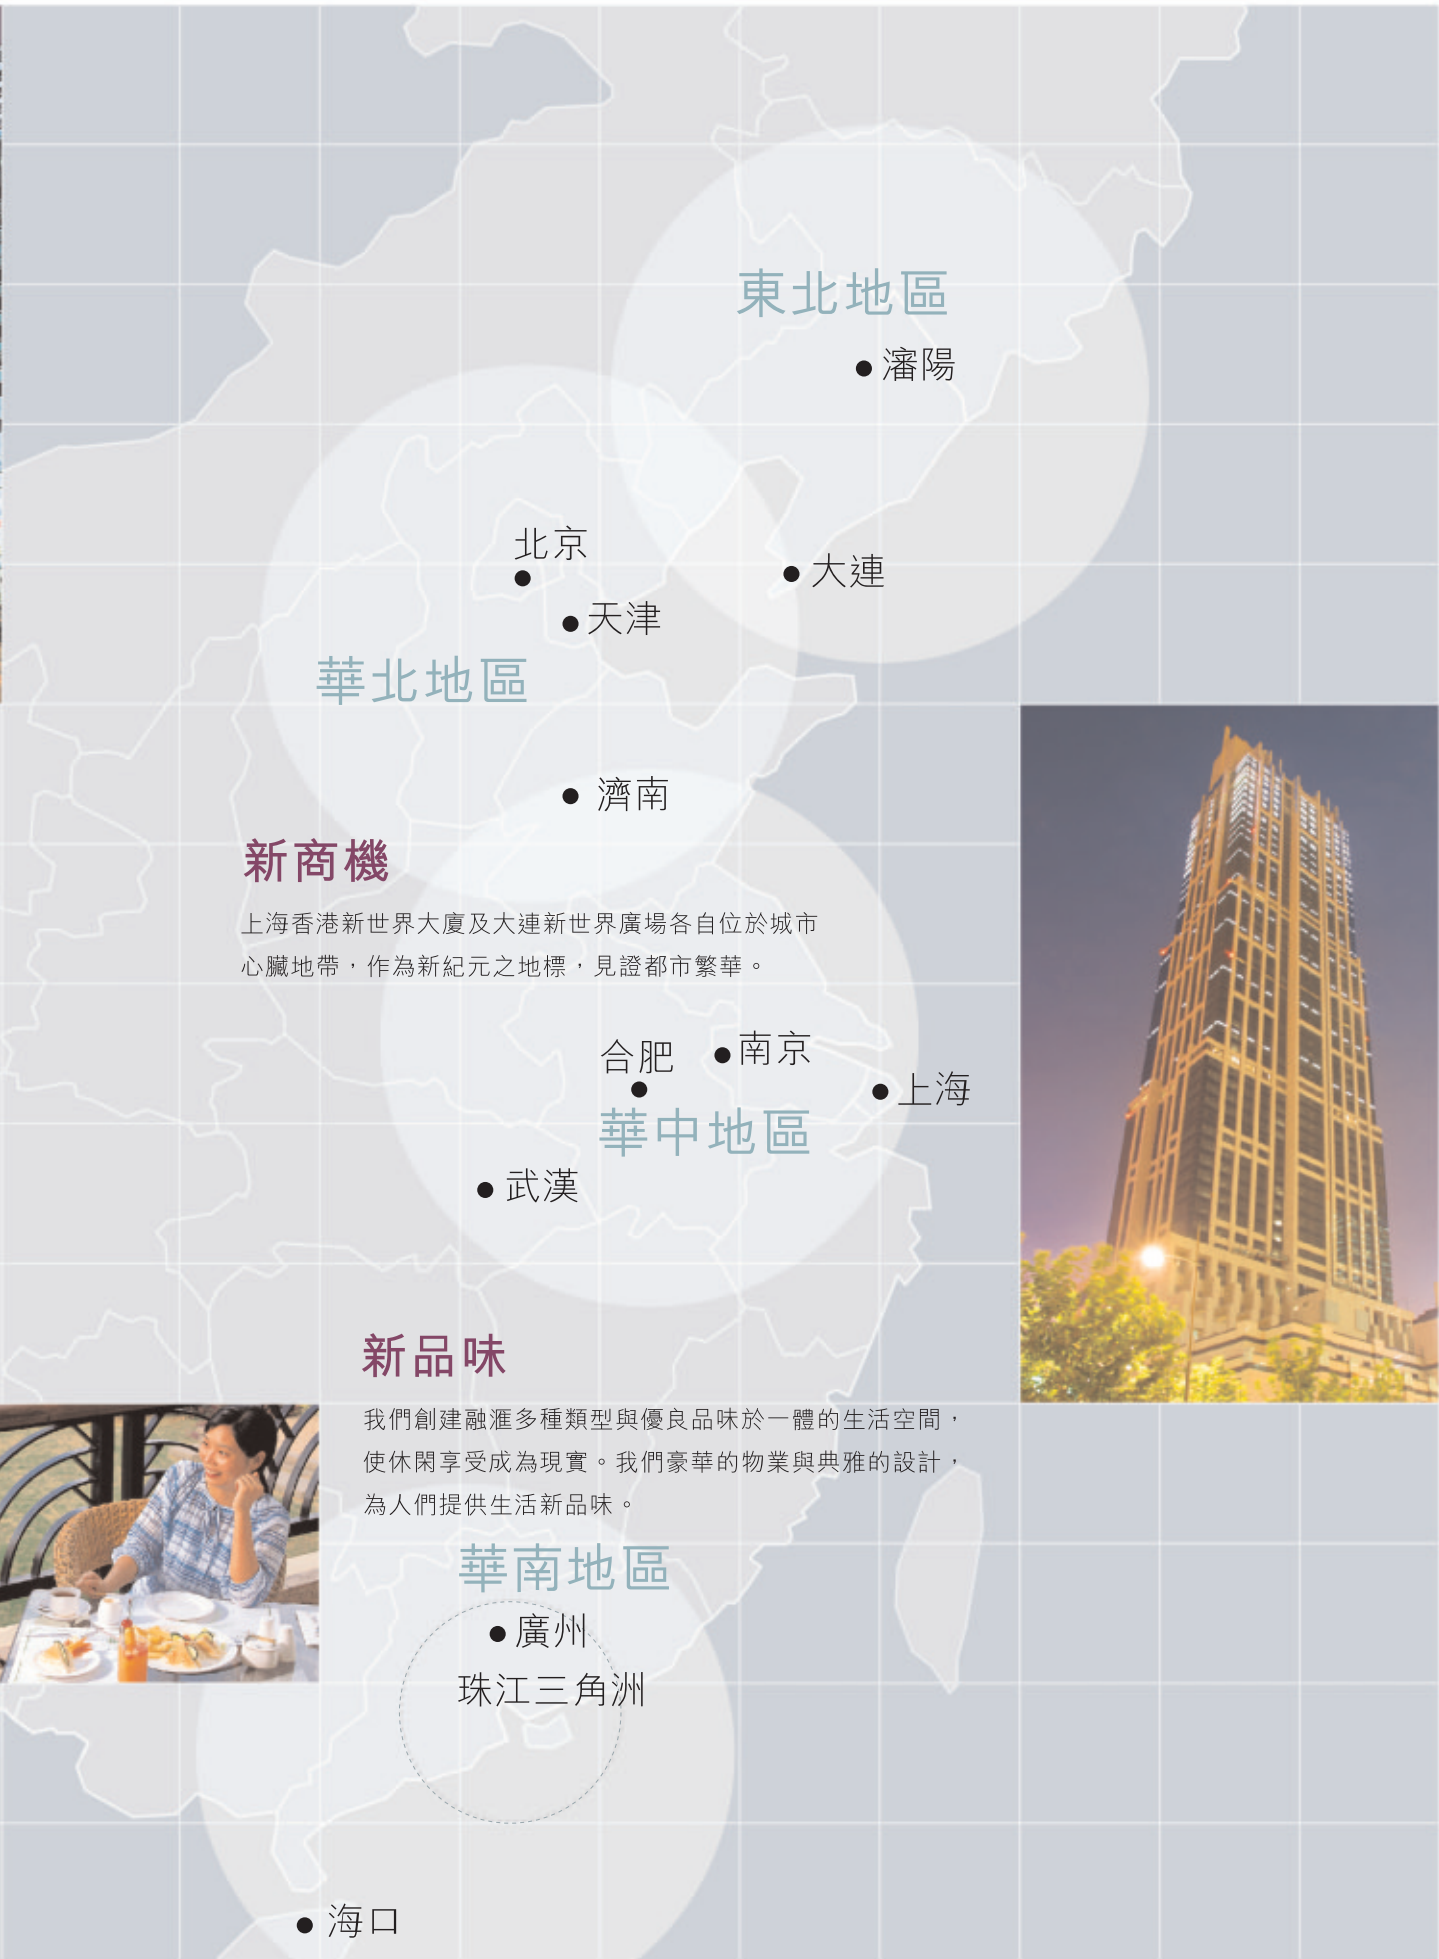 東北地區
瀋陽
北京
大連
天津
華北地區
濟南
新商機
上海香港新世界大廈及大連新世界廣場各自位於城市
心臟地帶，作為新紀元之地標，見證都市繁華。
南京
合肥
上海
華中地區
武漢
新品味
我們創建融滙多種類型與優良品味於一體的生活空間，
使休閑享受成為現實。我們豪華的物業與典雅的設計，
為人們提供生活新品味。
華南地區
廣州
珠江三角洲
海口